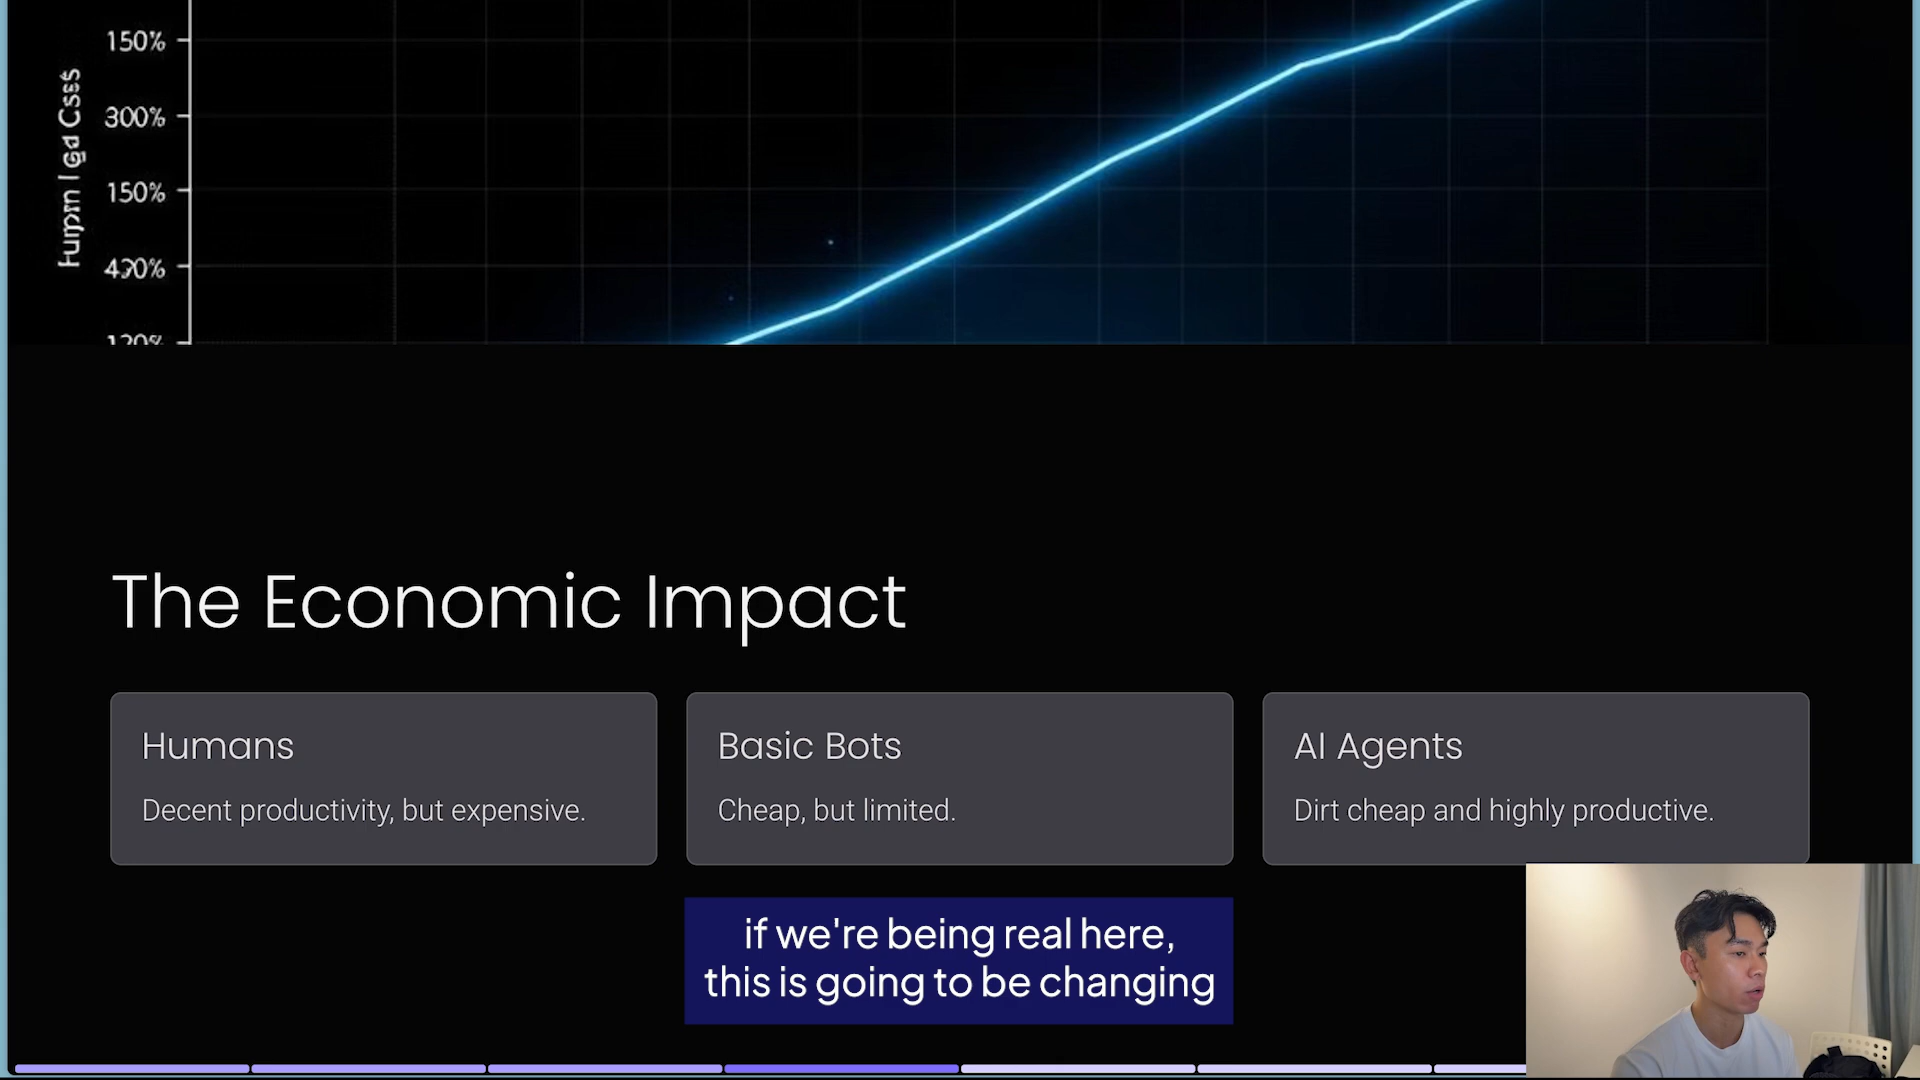 150%
300%
150%
The Economic Impact
Humans
Decent productivity, but expensive.
Basic Bots
Cheap, but limited.
AI Agents
Dirt cheap and highly productive.
if we're being real here,
this is going to be changing